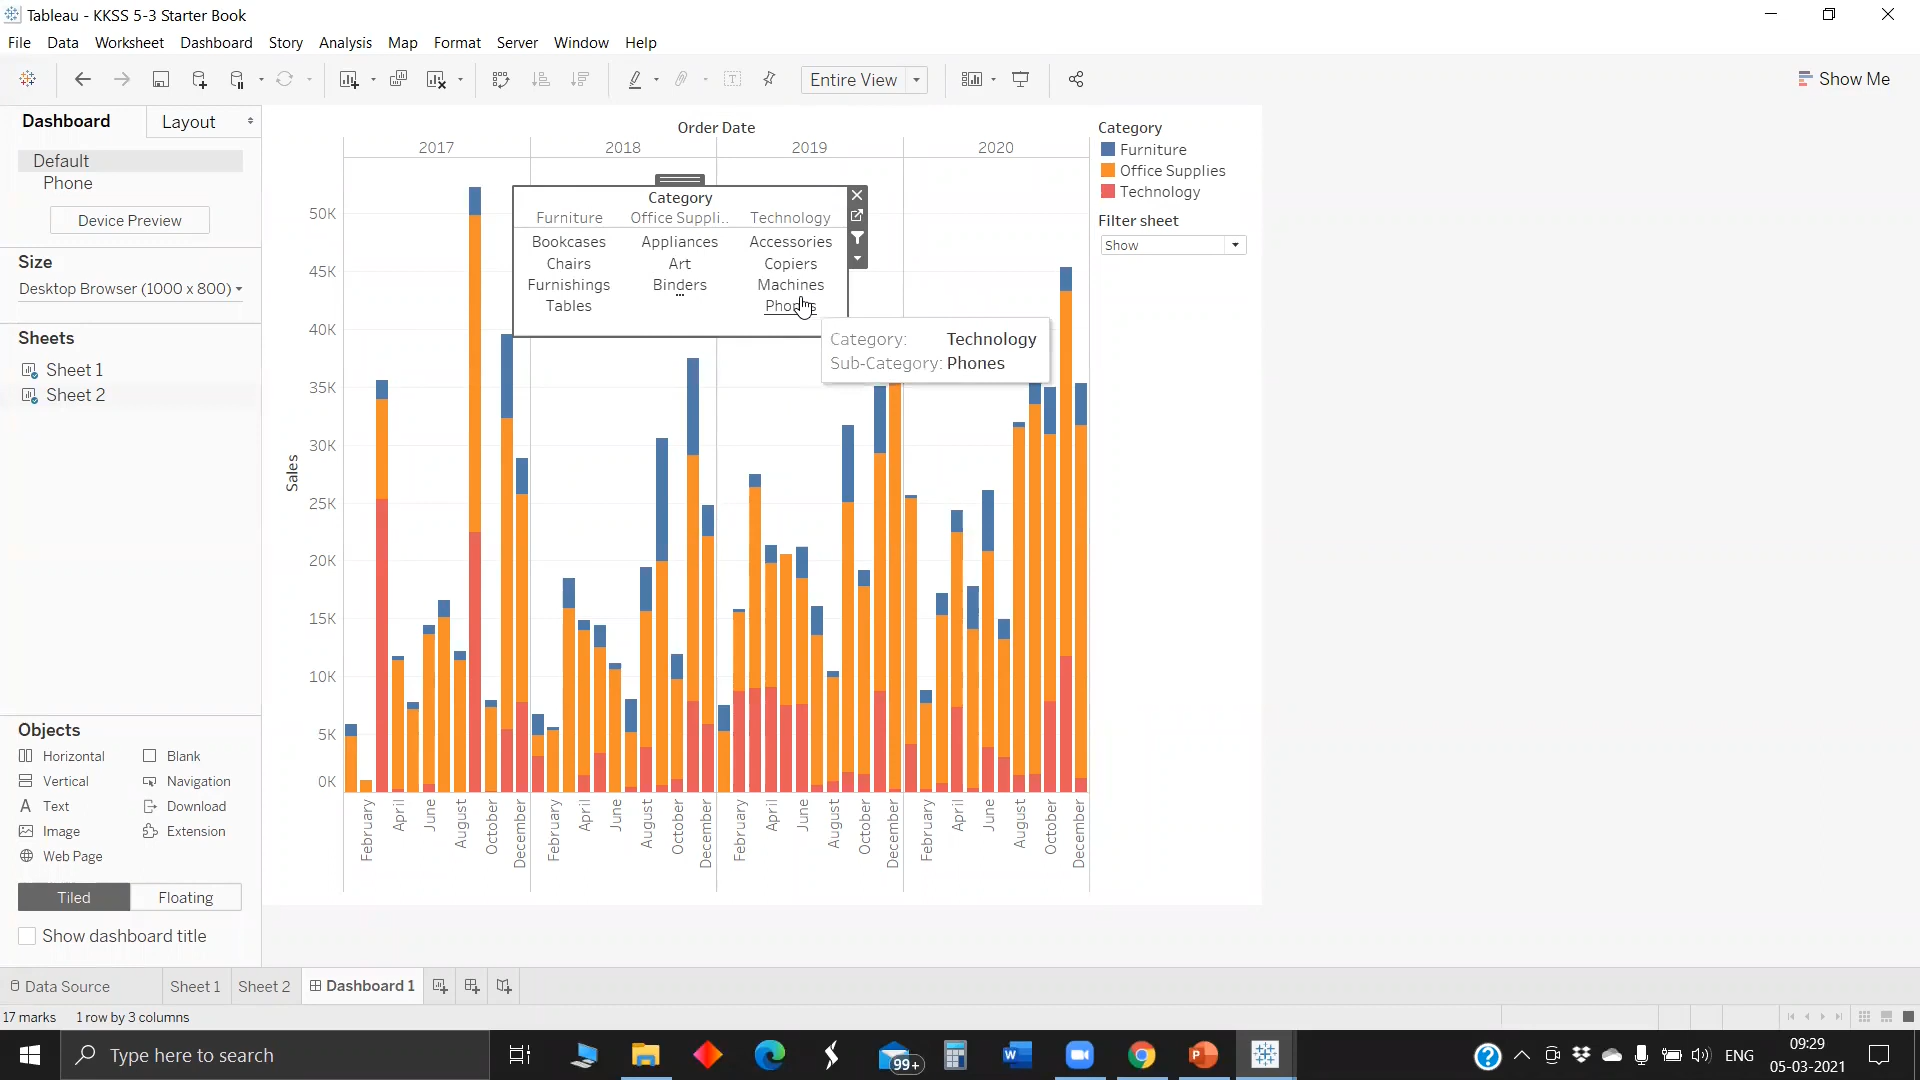 Tableau - KKSS 5-3 Starter Book
File Data Worksheet Dashboard Story Analysis Map Format Server Window Help
Entire View
Show Me
Dashboard
Layout
Default
Phone
Device Preview
Size
Desktop Browser (1000 x 800)
Sheets
Sheet 1
Sheet 2
Objects
Horizontal
Blank
Vertical
Navigation
Text
Download
Image
Extension
Web Page
Tiled
Floating
Show dashboard title
Order Date
2017 2018 2019 2020
Sales
50K
45K
40K
35K
30K
25K
20K
15K
10K
5K
0K
Category
Furniture Office Suppli.. Technology
Bookcases Appliances Accessories
Chairs Art Copiers
Furnishings Binders Machines
Tables Phones
Category: Technology
Sub-Category: Phones
February April June August October December February April June August October December February April June August October December February April June August October December
Category
Furniture
Office Supplies
Technology
Filter sheet
Show
Data Source Sheet 1 Sheet 2 Dashboard 1
17 marks 1 row by 3 columns
Type here to search
99+
ENG
09:29
05-03-2021